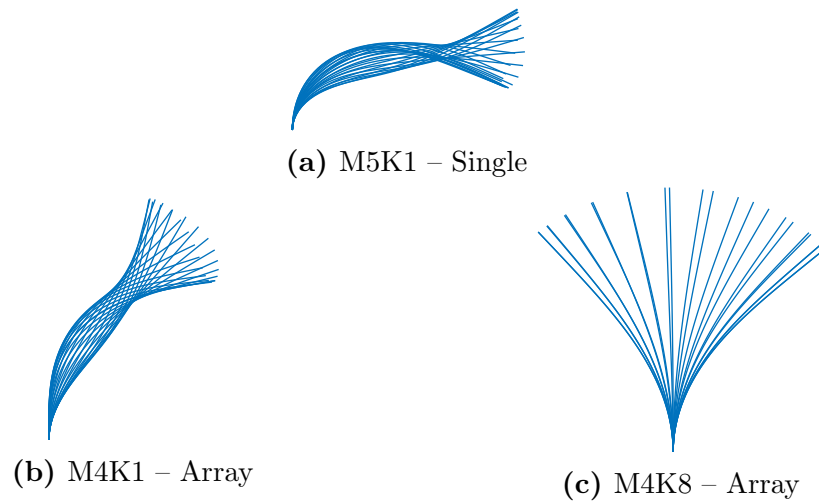 (a) M5K1 – Single
(b) M4K1 – Array
(c) M4K8 – Array